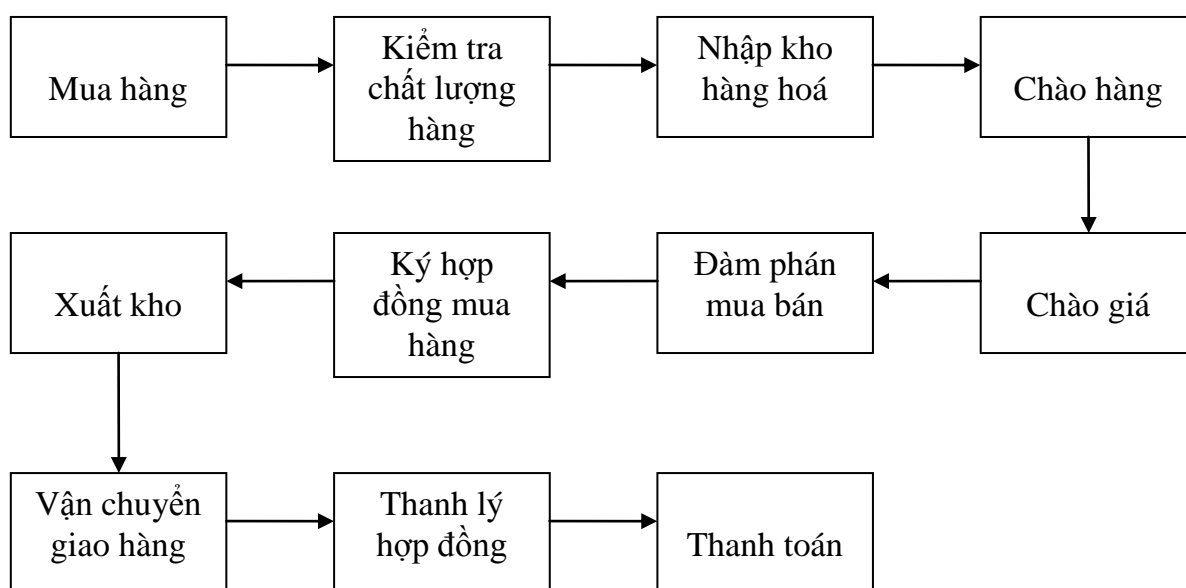 Mua hàng
Kiểm tra
chất lượng
hàng
Nhập kho
hàng hoá
Chào hàng
Chào giá
Đàm phán
mua bán
Ký hợp
đồng mua
hàng
Xuất kho
Vận chuyển
giao hàng
Thanh lý
hợp đồng
Thanh toán